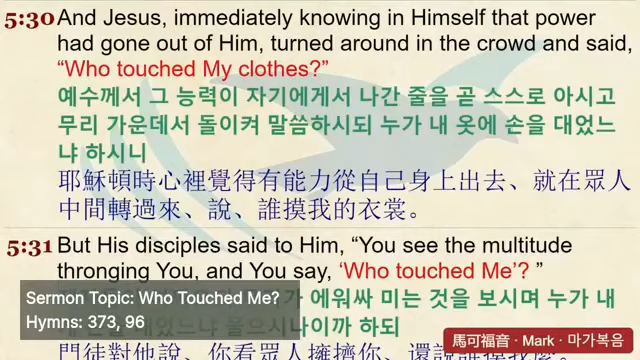 5:30 And Jesus, immediately knowing in Himself that power
had gone out of Him, turned around in the crowd and said,
“Who touched My clothes?”
예수께서 그 능력이 자기에게서 나간 줄을 곧 스스로 아시고
무리 가운데서 돌이켜 말씀하시되 누가 내 옷에 손을 대었느
냐 하시니
耶穌頓時心裡覺得有能力從自己身上出去、就在眾人
中間轉過來、說、誰摸我的衣裳。
5:31 But His disciples said to Him, “You see the multitude
thronging You, and You say, ‘Who touched Me’? ”
에워싸 미는 것을 보시며 누가 내
Sermon Topic: Who Touched Me?
Hymns: 373, 96
馬可福音 · Mark · 마가복음
門徒對他說、你看眾人擁擠你、還說